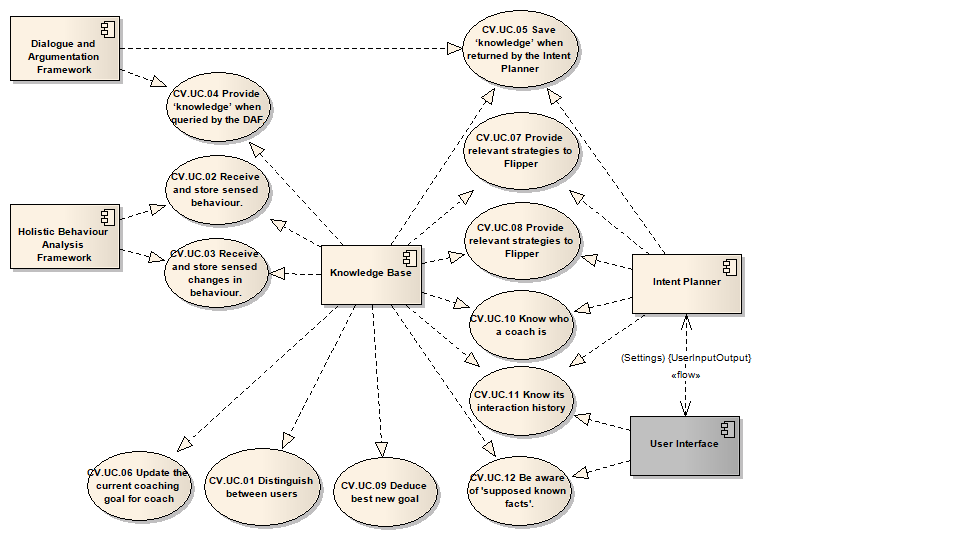 Dialogue and
Argumentation
Framework
CV.UC.05 Save
‘knowledge’ when
returned by the Intent
Planner
CV.UC.04 Provide
‘knowledge’ when
queried by the DAF
CV.UC.07 Provide
relevant strategies to
Flipper
CV.UC.02 Receive
and store sensed
behaviour.
Holistic Behaviour
Analysis
Framework
CV.UC.03 Receive
and store sensed
changes in
behaviour.
Knowledge Base
CV.UC.08 Provide
relevant strategies to
Flipper
Intent Planner
CV.UC.10 Know who
a coach is
(Settings) {UserInputOutput}
«flow»
CV.UC.11 Know its
interaction history
User Interface
CV.UC.06 Update the
current coaching
goal for coach
CV.UC.01 Distinguish
between users
CV.UC.09 Deduce
best new goal
CV.UC.12 Be aware
of 'supposed known
facts'.